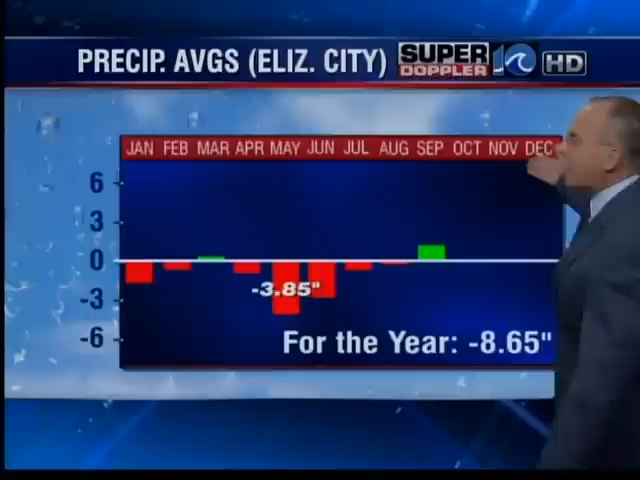 PRECIP. AVGS (ELIZ. CITY) SUPER DOPPLER 10 HD
JAN FEB MAR APR MAY JUN JUL AUG SEP OCT NOV DEC
6
3
0
-3
-3.85"
-6
For the Year: -8.65"